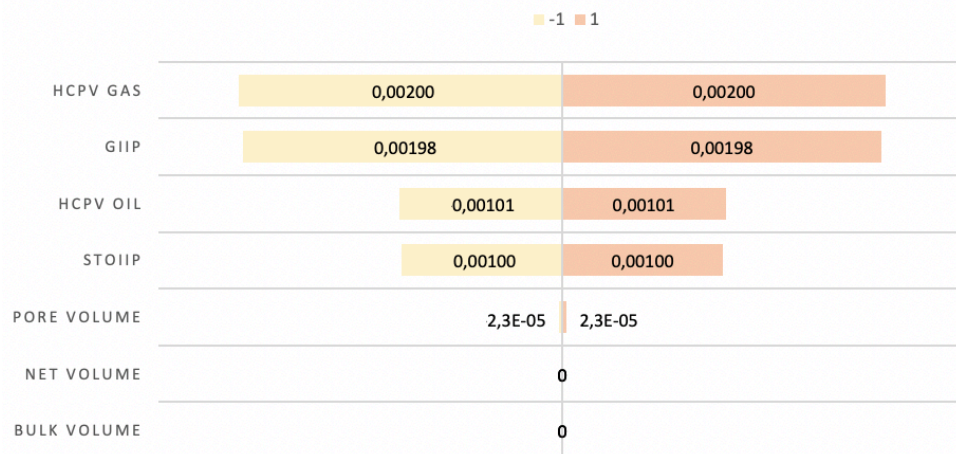 -1 1
HCPV GAS 0,00200 0,00200
GIIP 0,00198 0,00198
HCPV OIL -0,00101 0,00101
STOIIP 0,00100 0,00100
PORE VOLUME -2,3E-05 2,3E-05
NET VOLUME 0
BULK VOLUME 0